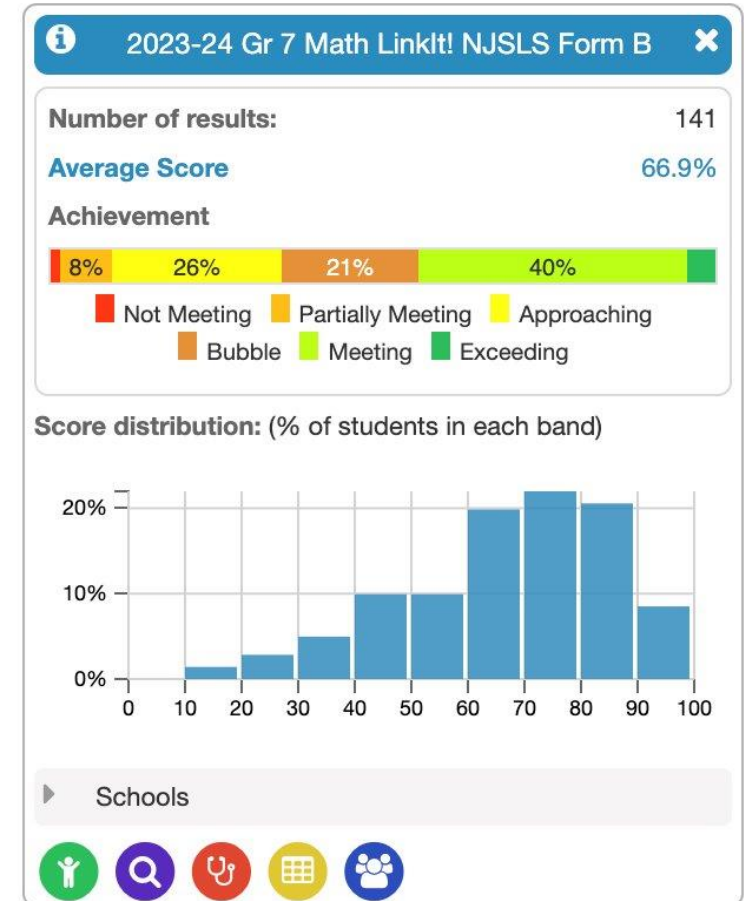 2023-24 Gr 7 Math LinkIt! NJSLS Form B
Number of results: 141
Average Score 66.9%
Achievement
8% 26% 21% 40%
Not Meeting Partially Meeting Approaching
Bubble Meeting Exceeding
Score distribution: (% of students in each band)
20%
10%
0%
0 10 20 30 40 50 60 70 80 90 100
Schools